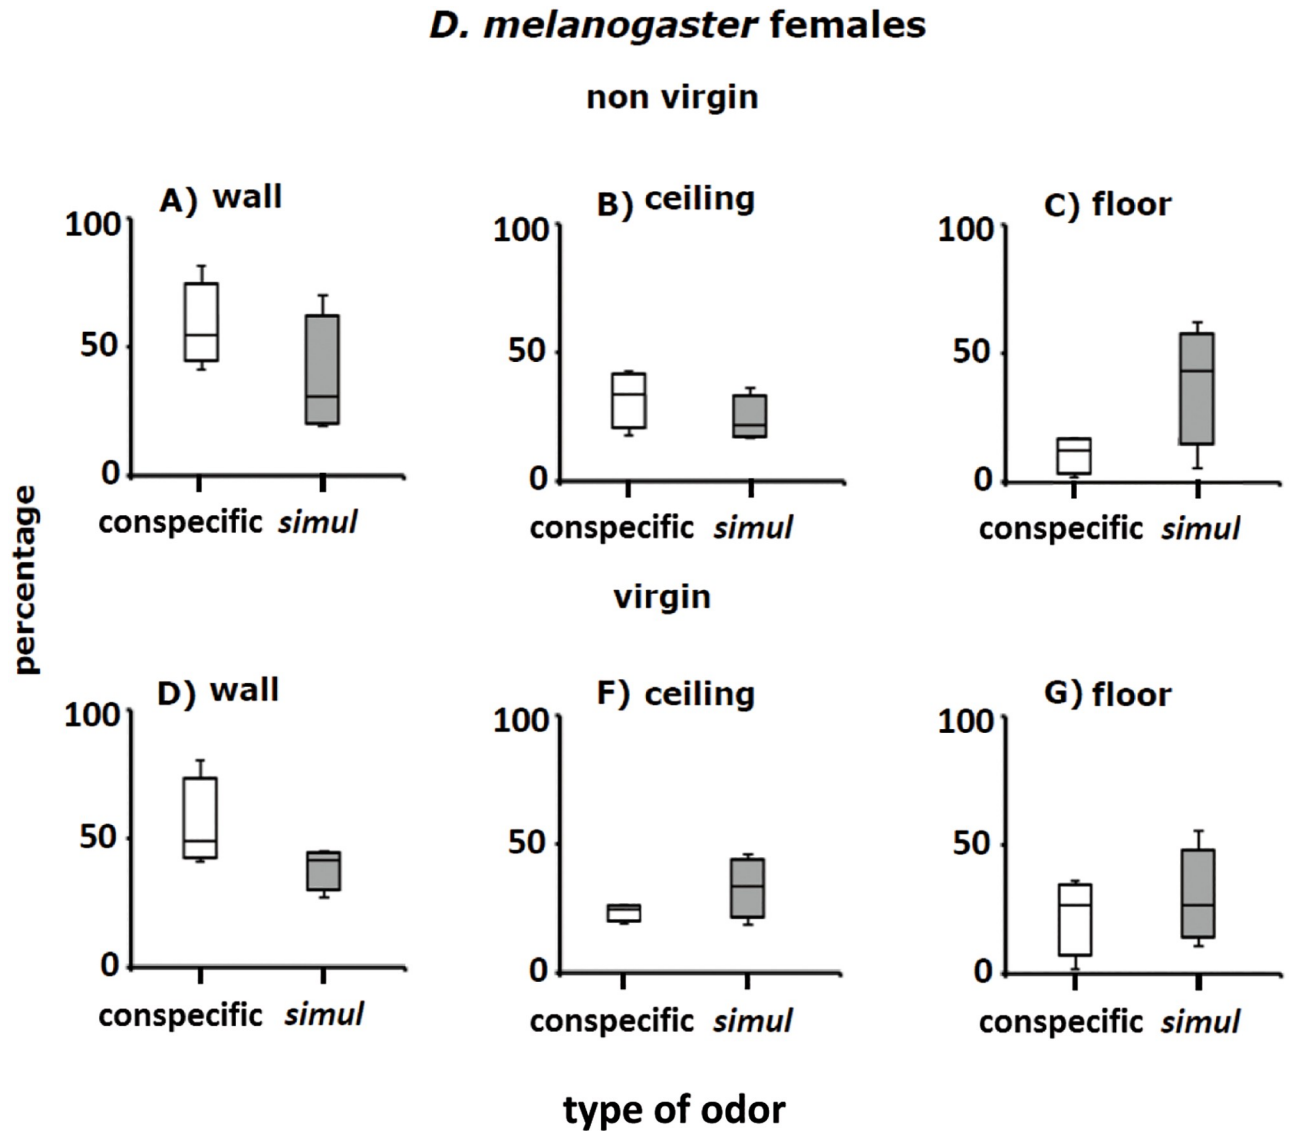 D. melanogaster females
non virgin
A) wall
B) ceiling
C) floor
100
50
0
100
50
0
100
50
0
conspecific simul
conspecific simul
conspecific simul
percentage
virgin
D) wall
F) ceiling
G) floor
100
50
0
100
50
0
100
50
0
conspecific simul
conspecific simul
conspecific simul
type of odor